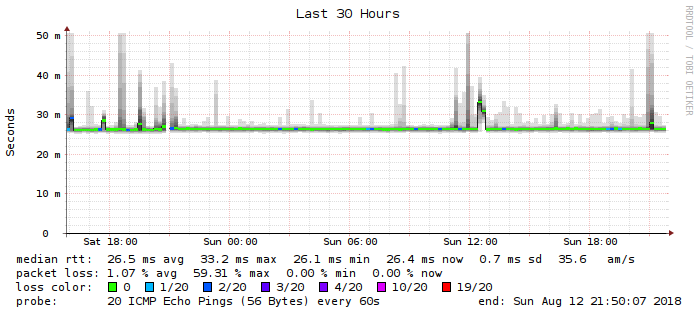 Last 30 Hours
RRDTOOL / TOBI OETIKER
Seconds
50 m
40 m
30 m
20 m
10 m
0
Sat 18:00 Sun 00:00 Sun 06:00 Sun 12:00 Sun 18:00
median rtt: 26.5 ms avg 33.2 ms max 26.1 ms min 26.4 ms now 0.7 ms sd 35.6 am/s
packet loss: 1.07 % avg 59.31 % max 0.00 % min 0.00 % now
loss color: 0 1/20 2/20 3/20 4/20 10/20 19/20
probe: 20 ICMP Echo Pings (56 Bytes) every 60s end: Sun Aug 12 21:50:07 2018